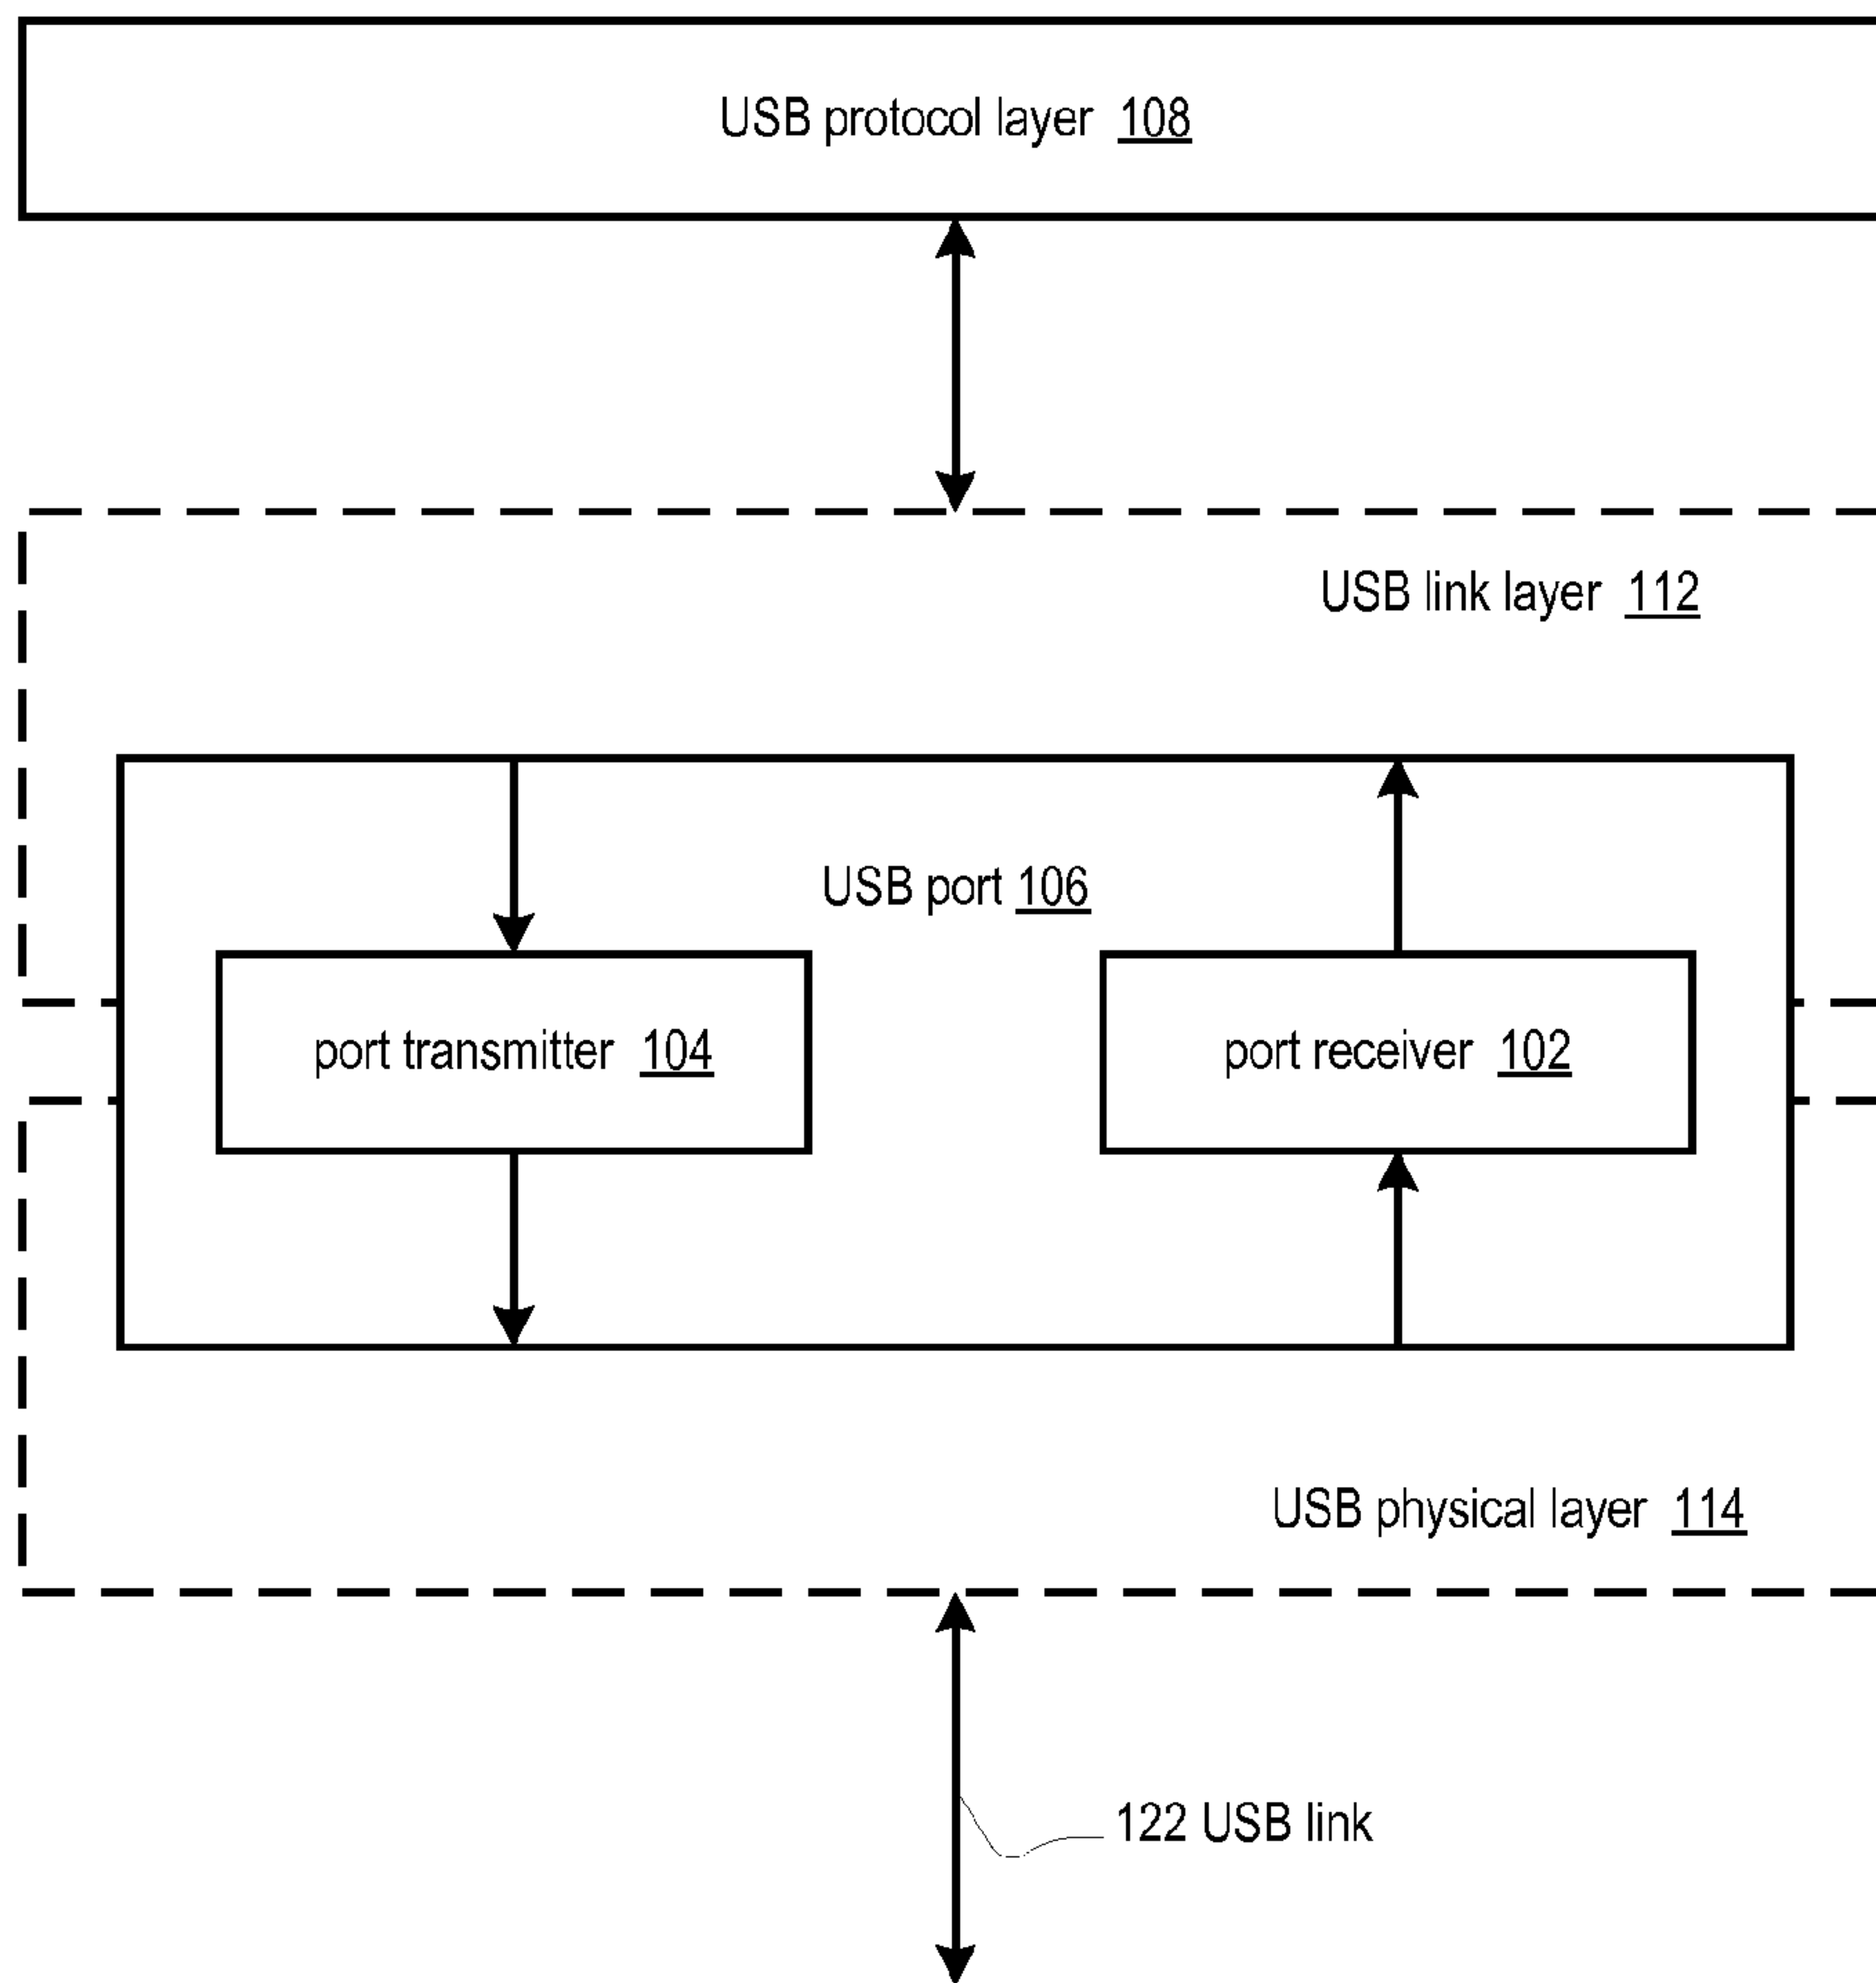 USB protocol layer 108
USB link layer 112
USB port 106
port transmitter 104
port receiver 102
USB physical layer 114
122 USB link